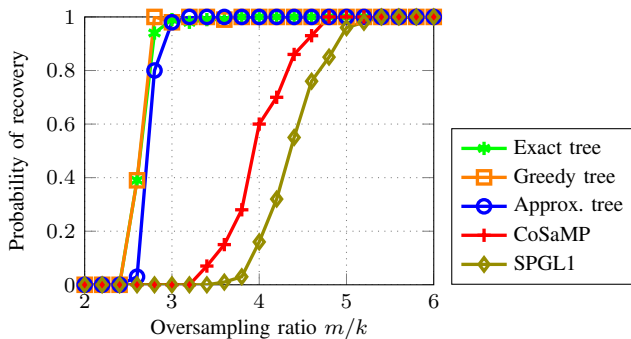 Probability of recovery
1
0.8
0.6
0.4
0.2
0
2
3
4
5
6
Oversampling ratio m/k
Exact tree
Greedy tree
Approx. tree
CoSaMP
SPGL1